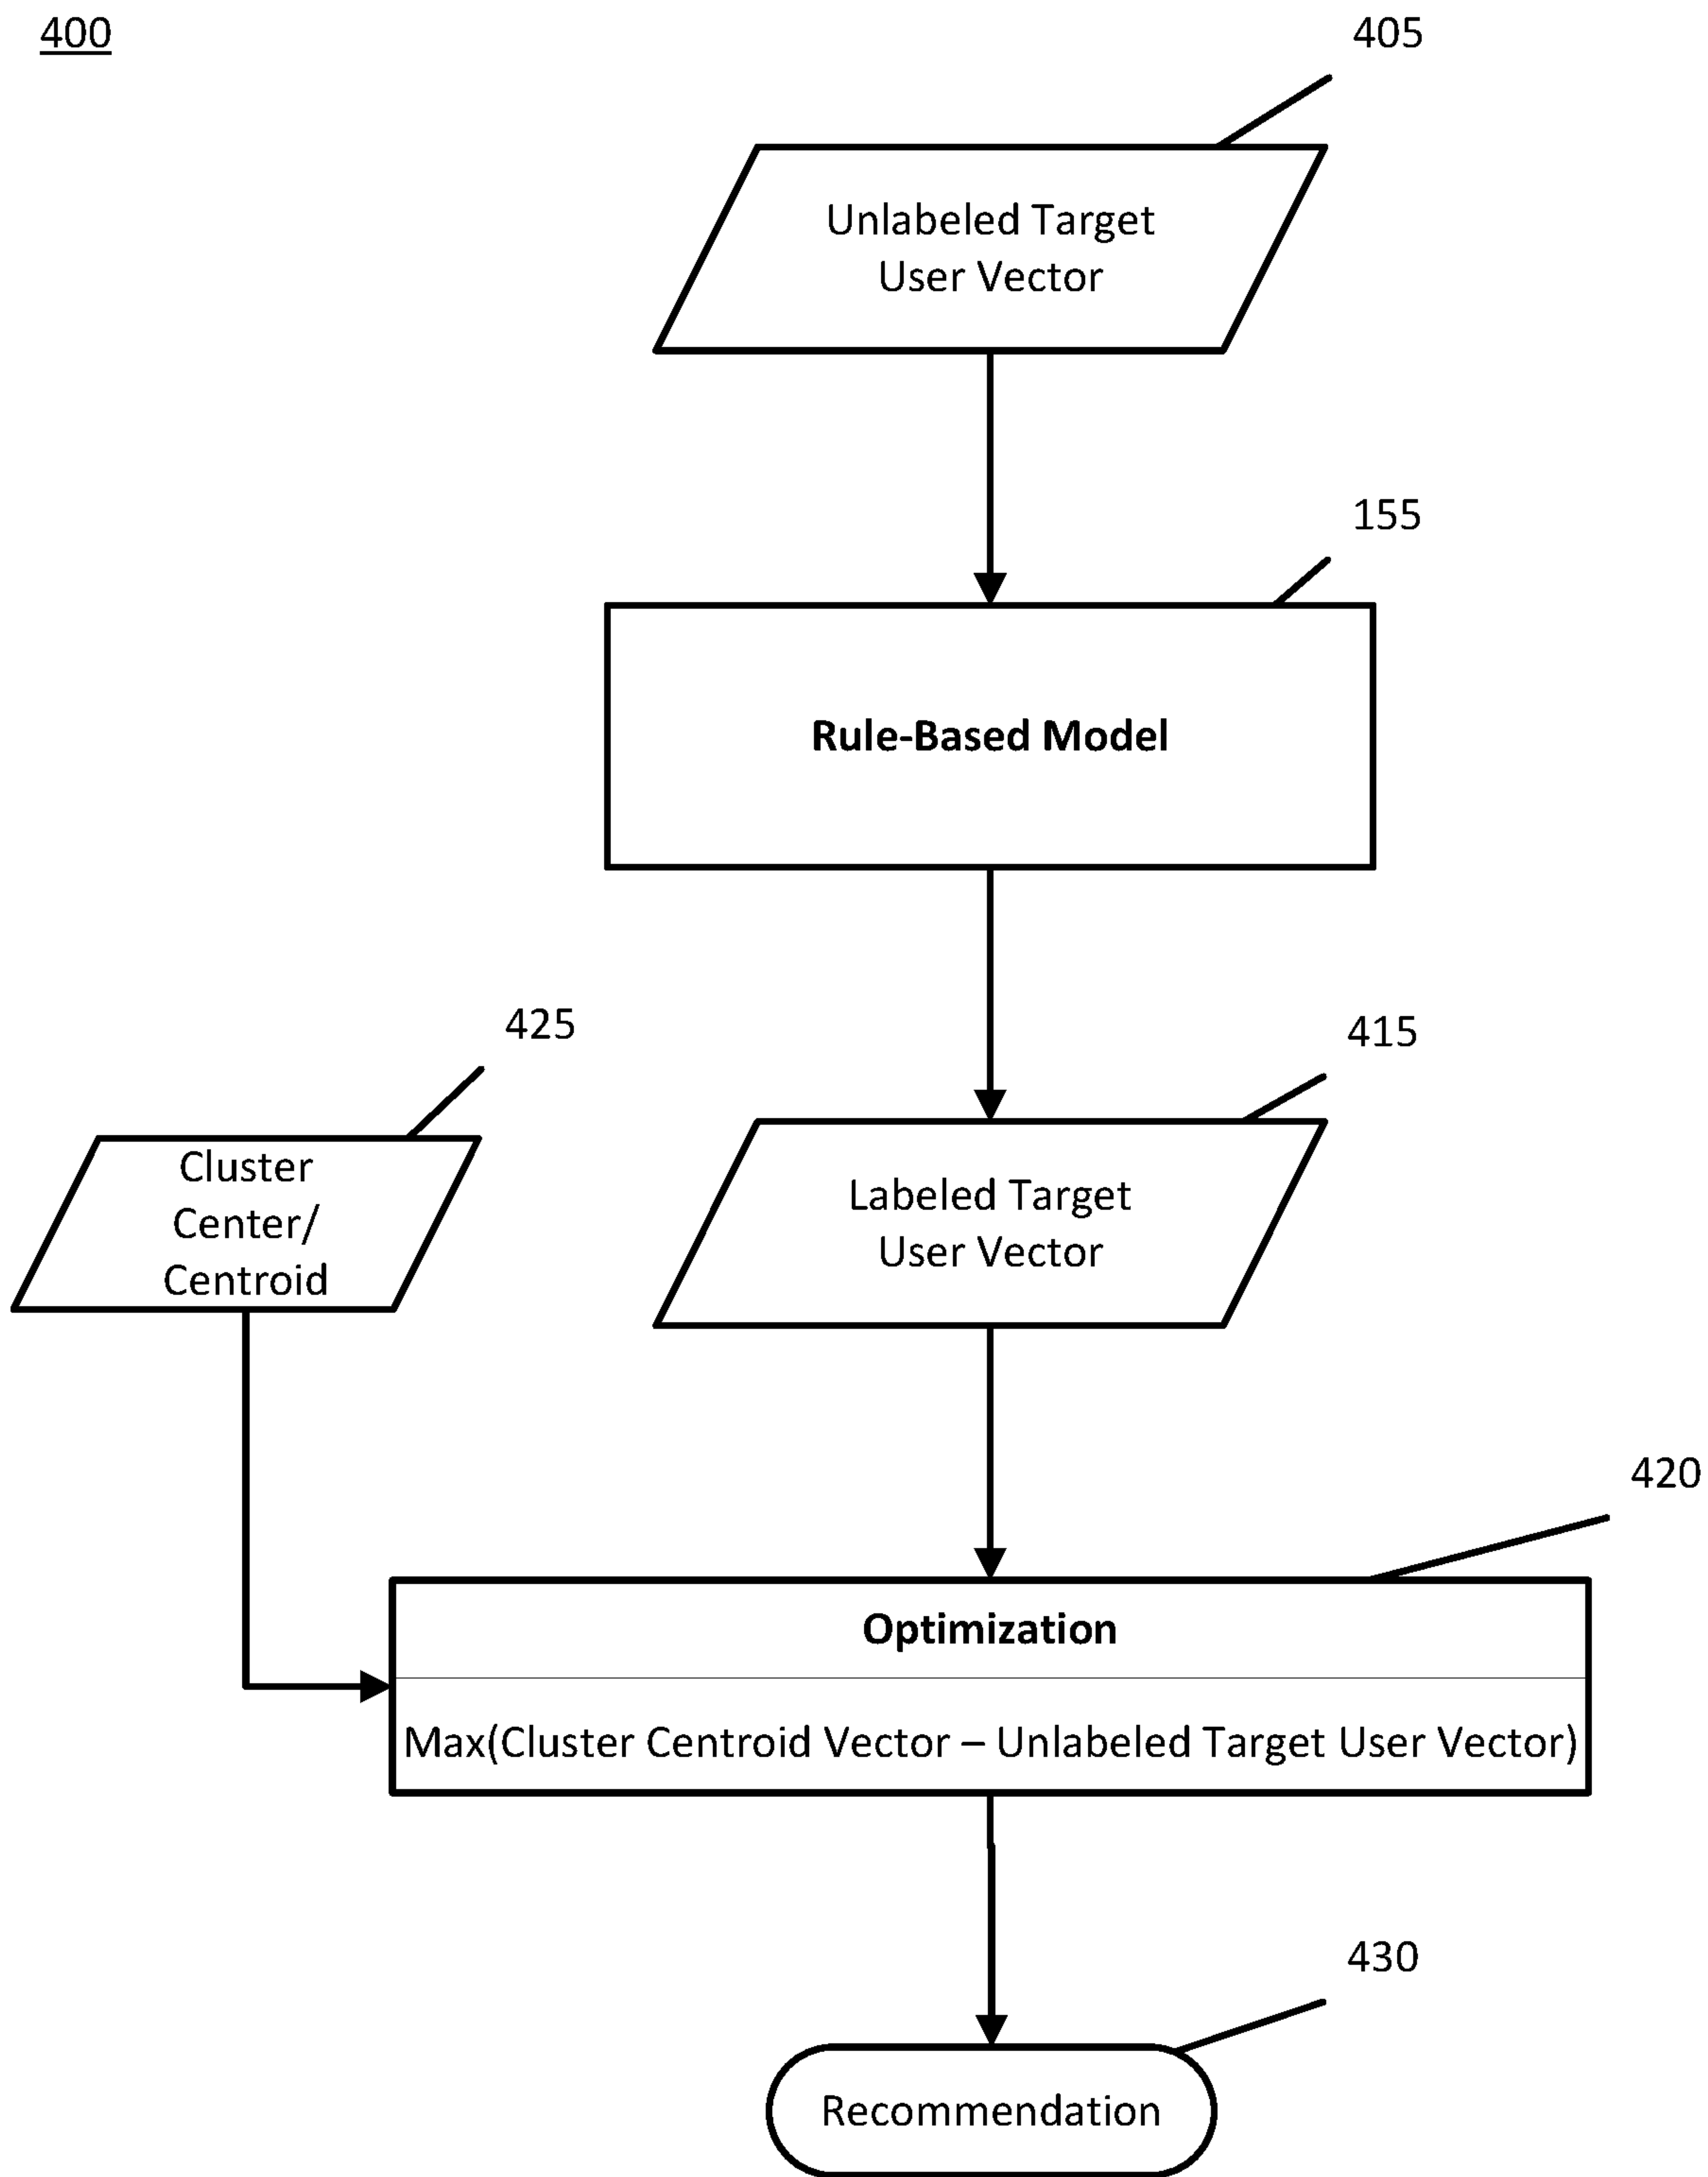 400
405
Unlabeled Target
User Vector
155
Rule-Based Model
425
415
Cluster
Center/
Centroid
Labeled Target
User Vector
420
Optimization
Max(Cluster Centroid Vector – Unlabeled Target User Vector)
430
Recommendation